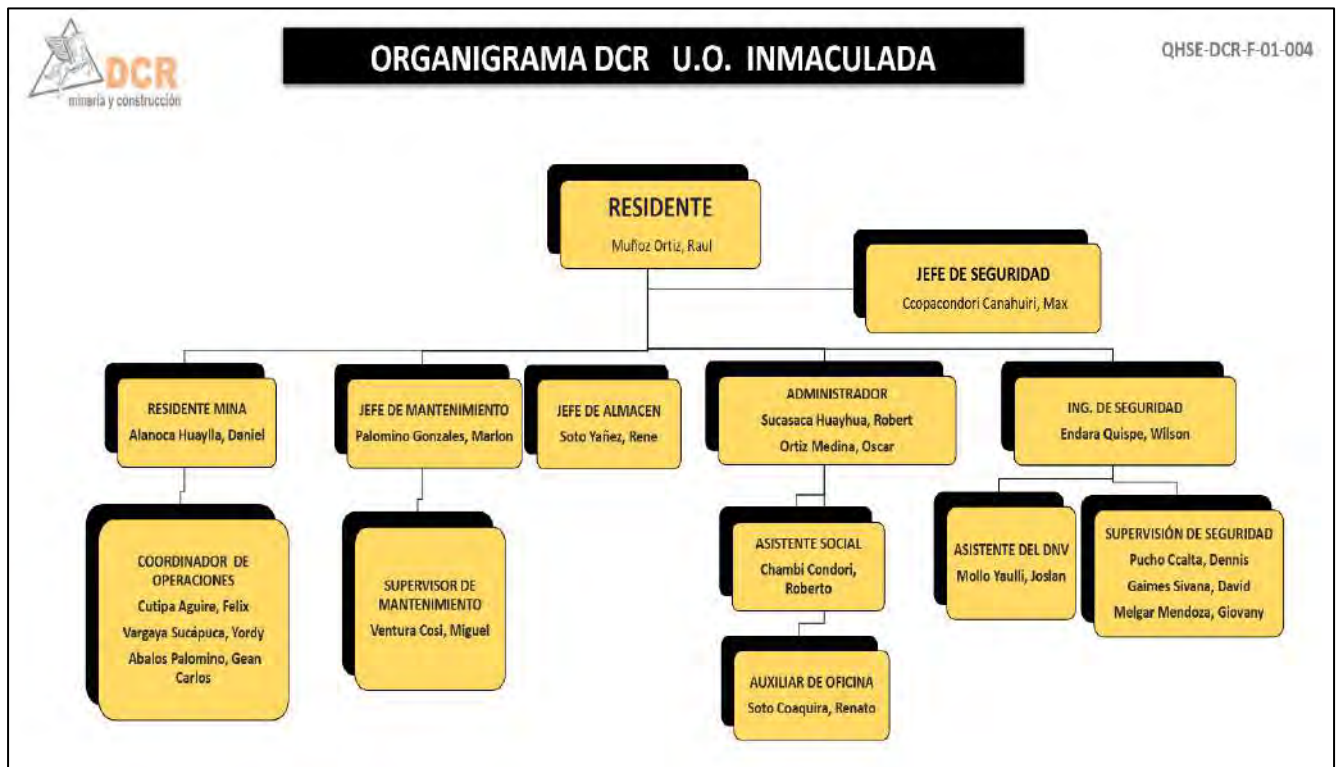 DCR
minería y construcción
ORGANIGRAMA DCR U.O. INMACULADA
QHSE-DCR-F-01-004
RESIDENTE
Muñoz Ortiz, Raul
JEFE DE SEGURIDAD
Ccopacondori Canahuiri, Max
RESIDENTE MINA
Alanoca Huaylla, Daniel
JEFE DE MANTENIMIENTO
Palomino Gonzales, Marlon
JEFE DE ALMACEN
Soto Yañez, Rene
ADMINISTRADOR
Sucasaca Huayhua, Robert
Ortiz Medina, Oscar
ING. DE SEGURIDAD
Endara Quispe, Wilson
COORDINADOR DE
OPERACIONES
Cutipa Aguire, Felix
Vargaya Sucapuca, Yordy
Abalos Palomino, Gean
Carlos
SUPERVISOR DE
MANTENIMIENTO
Ventura Cosi, Miguel
ASISTENTE SOCIAL
Chambi Condori,
Roberto
AUXILIAR DE OFICINA
Soto Coaquira, Renato
ASISTENTE DEL DNV
Mollo Yaulli, Joslan
SUPERVISIÓN DE SEGURIDAD
Pucho Ccalta, Dennis
Gaimes Sivana, David
Melgar Mendoza, Giovany